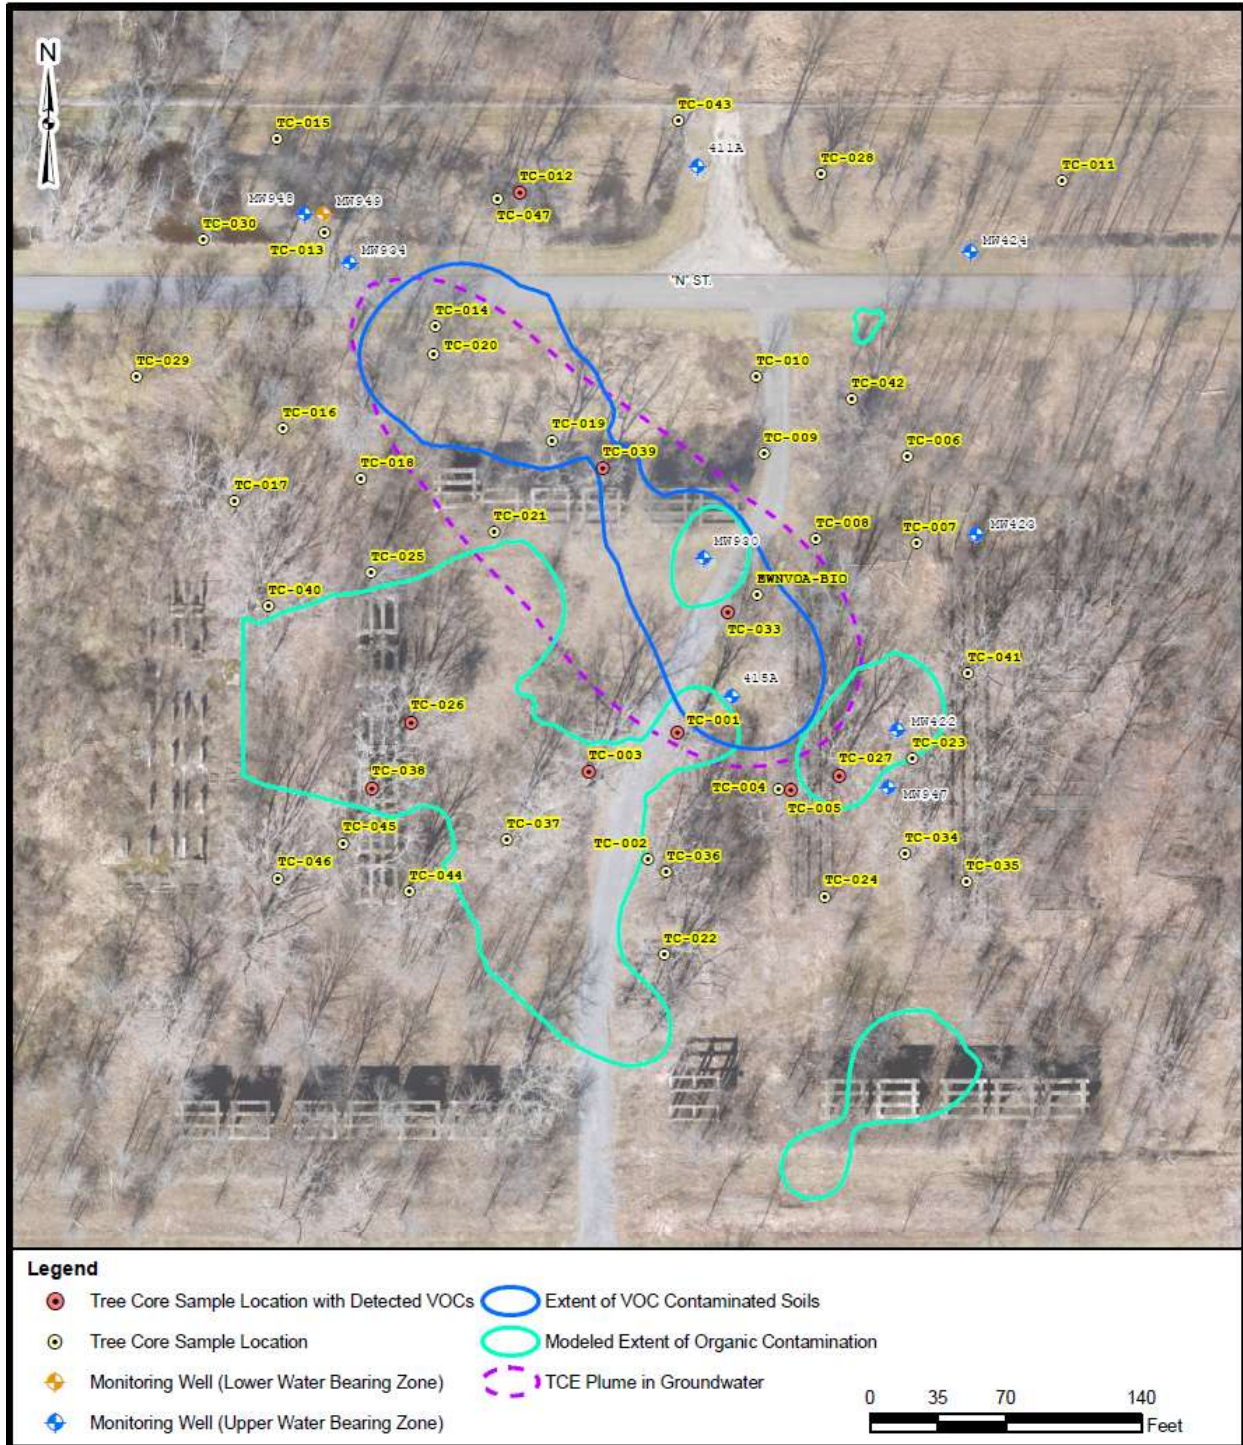 N
TC-043
TC-015
411A
TC-028
TC-011
TC-012
MW948
MW949
TC-047
TC-030
TC-013
MW934
MW424
"N" ST.
TC-014
TC-020
TC-029
TC-010
TC-042
TC-016
TC-019
TC-009
TC-006
TC-039
TC-018
TC-017
TC-021
TC-008
MW423
TC-007
MW930
TC-025
TC-040
TC-033
TC-041
415A
TC-026
TC-001
MW422
TC-023
TC-003
TC-027
TC-038
TC-004
MW947
TC-005
TC-037
TC-045
TC-002
TC-034
TC-036
TC-046
TC-035
TC-044
TC-024
TC-022
Legend
Tree Core Sample Location with Detected VOCs
Extent of VOC Contaminated Soils
Tree Core Sample Location
Modeled Extent of Organic Contamination
Monitoring Well (Lower Water Bearing Zone)
TCE Plume in Groundwater
Monitoring Well (Upper Water Bearing Zone)
0 35 70 140
Feet